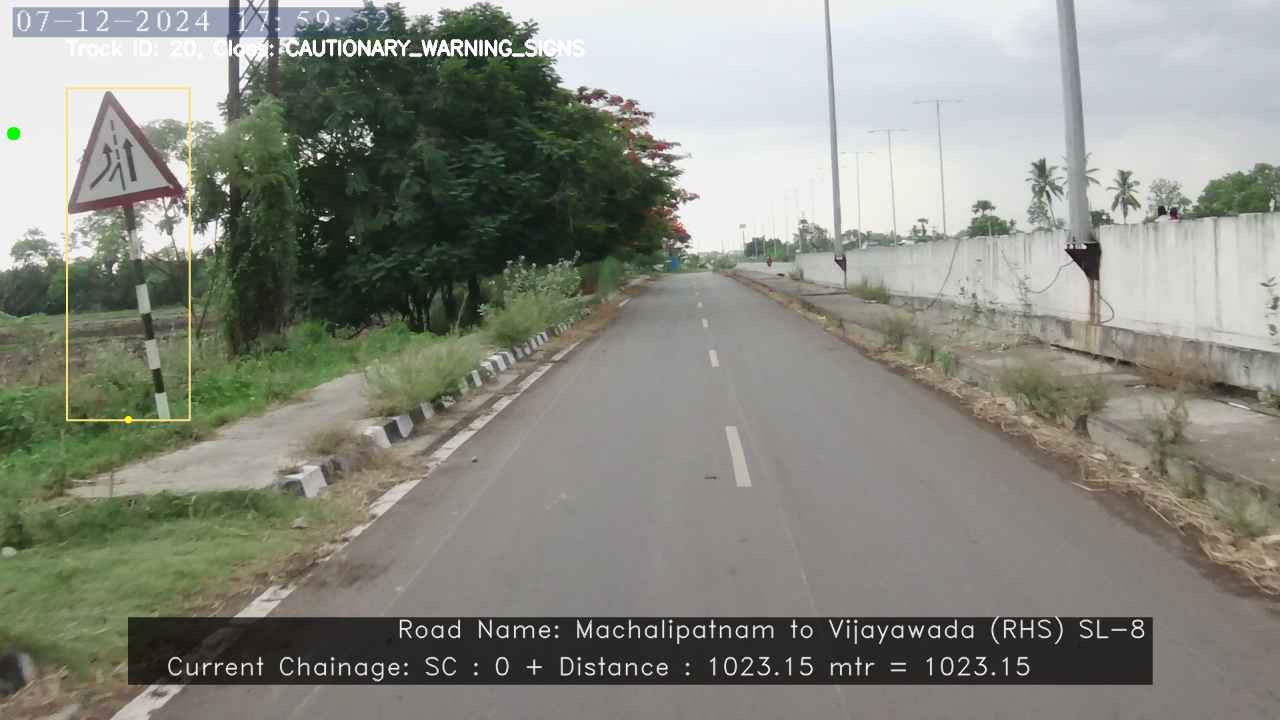 07-12-2024 17:59:52
Track ID: 20, Class: CAUTIONARY_WARNING_SIGNS
Road Name: Machalipatnam to Vijayawada (RHS) SL-8
Current Chainage: SC : 0 + Distance : 1023.15 mtr = 1023.15